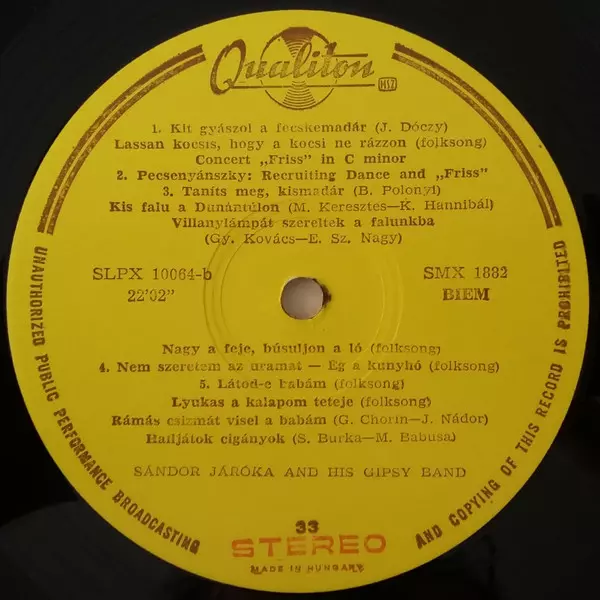 Qualiton
MSZ
1. Kit gyászol a fecskemadár (J. Dóczy)
Lassan kocsis, hogy a kocsi ne rázzon (folksong)
Concert „Friss" in C minor
2. Pecsenyánszky: Recruiting Dance and „Friss"
3. Taníts meg, kismadár (B. Polonyi)
Kis falu a Dunántúlon (M. Keresztes—K. Hannibál)
Villanylámpát szereltek a falunkba
(Gy. Kovács—E. Sz. Nagy)
SLPX 10064-b
22'02"
SMX 1882
BIEM
Nagy a feje, búsuljon a ló (folksong)
4. Nem szeretem az uramat — Ég a kunyhó (folksong)
5. Látod-e babám (folksong)
Lyukas a kalapom teteje (folksong)
Rámás csizmát visel a babám (G. Chorin—J. Nádor)
Halljátok cigányok (S. Burka—M. Babusa)
SÁNDOR JÁRÓKA AND HIS GIPSY BAND
33
STEREO
MADE IN HUNGARY
UNAUTHORIZED PUBLIC PERFORMANCE BROADCASTING
AND COPYING OF THIS RECORD IS PROHIBITED